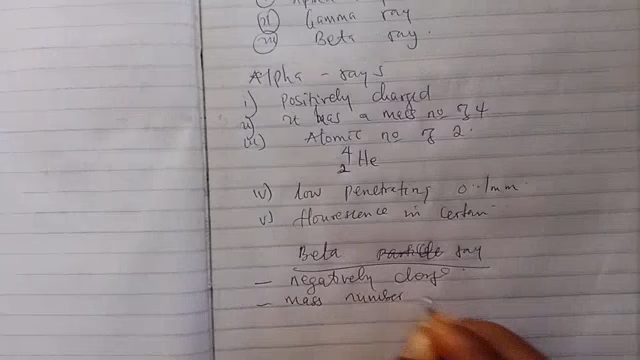 (ii) Gamma ray
(iii) Beta ray.
Alpha - rays
i) Positively charged
ii) it has a mass no of 4
(iii) Atomic no of 2.
4
2 He
iv) low penetrating 0.1mm.
v) flourescence in certain
Beta ray
- negatively charge
- mass number